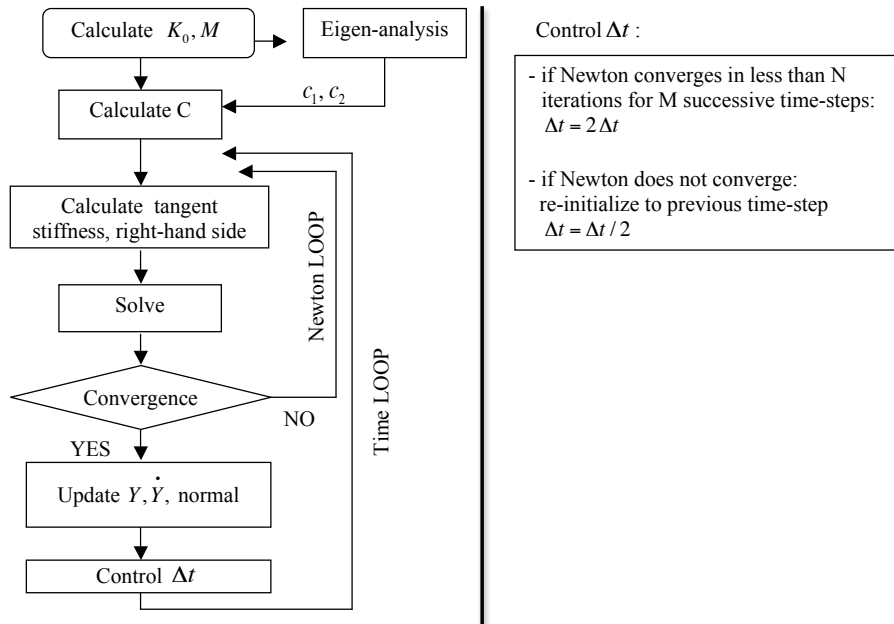 Calculate K₀, M
Eigen-analysis
c₁, c₂
Calculate C
Calculate tangent
stiffness, right-hand side
Solve
Convergence
NO
YES
Newton LOOP
Time LOOP
Update Y, Ẏ, normal
Control Δt
Control Δt :
- if Newton converges in less than N
iterations for M successive time-steps:
Δt = 2 Δt
- if Newton does not converge:
re-initialize to previous time-step
Δt = Δt / 2